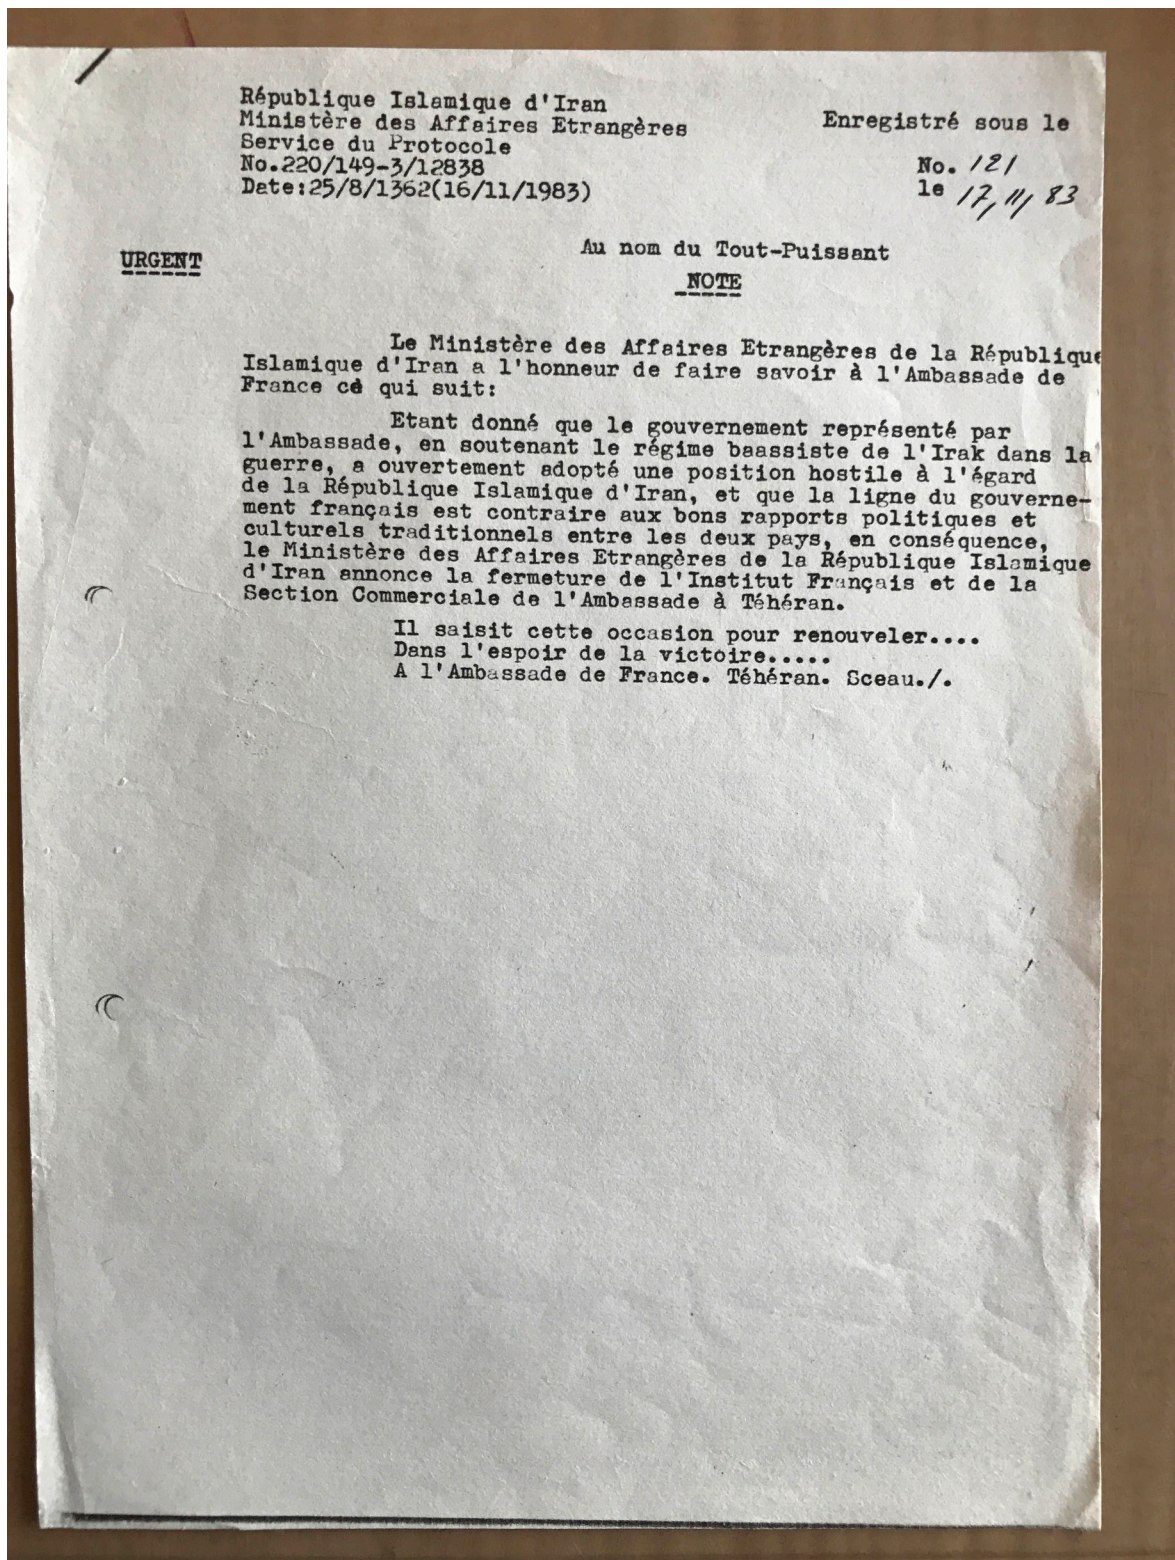 République Islamique d'Iran
Ministère des Affaires Etrangères
Service du Protocole
No.220/149-3/12838
Date:25/8/1362(16/11/1983)
Enregistré sous le
No. 121
le 17/11/83
URGENT
Au nom du Tout-Puissant
NOTE
Le Ministère des Affaires Etrangères de la République
Islamique d'Iran a l'honneur de faire savoir à l'Ambassade de
France ce qui suit:
Etant donné que le gouvernement représenté par
l'Ambassade, en soutenant le régime baassiste de l'Irak dans la
guerre, a ouvertement adopté une position hostile à l'égard
de la République Islamique d'Iran, et que la ligne du gouverne-
ment français est contraire aux bons rapports politiques et
culturels traditionnels entre les deux pays, en conséquence,
le Ministère des Affaires Etrangères de la République Islamique
d'Iran annonce la fermeture de l'Institut Français et de la
Section Commerciale de l'Ambassade à Téhéran.
Il saisit cette occasion pour renouveler....
Dans l'espoir de la victoire.....
A l'Ambassade de France. Téhéran. Sceau./.